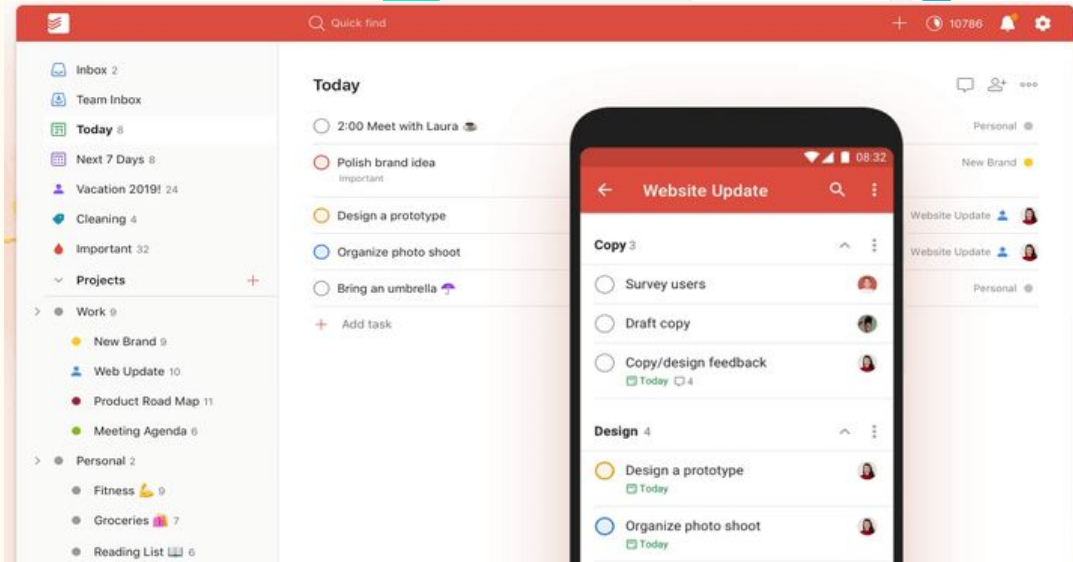 Quick find
10786
Inbox 2
Team Inbox
Today 8
Next 7 Days 8
Vacation 2019! 24
Cleaning 4
Important 32
Projects
Work 9
New Brand 9
Web Update 10
Product Road Map 11
Meeting Agenda 6
Personal 2
Fitness 💪 9
Groceries 🛍️ 7
Reading List 📖 6
Today
2:00 Meet with Laura ☕
Personal
Polish brand idea
Important
New Brand
Design a prototype
Website Update
Organize photo shoot
Website Update
Bring an umbrella ☂️
Personal
+ Add task
08:32
Website Update
Copy 3
Survey users
Draft copy
Copy/design feedback
Today 4
Design 4
Design a prototype
Today
Organize photo shoot
Today